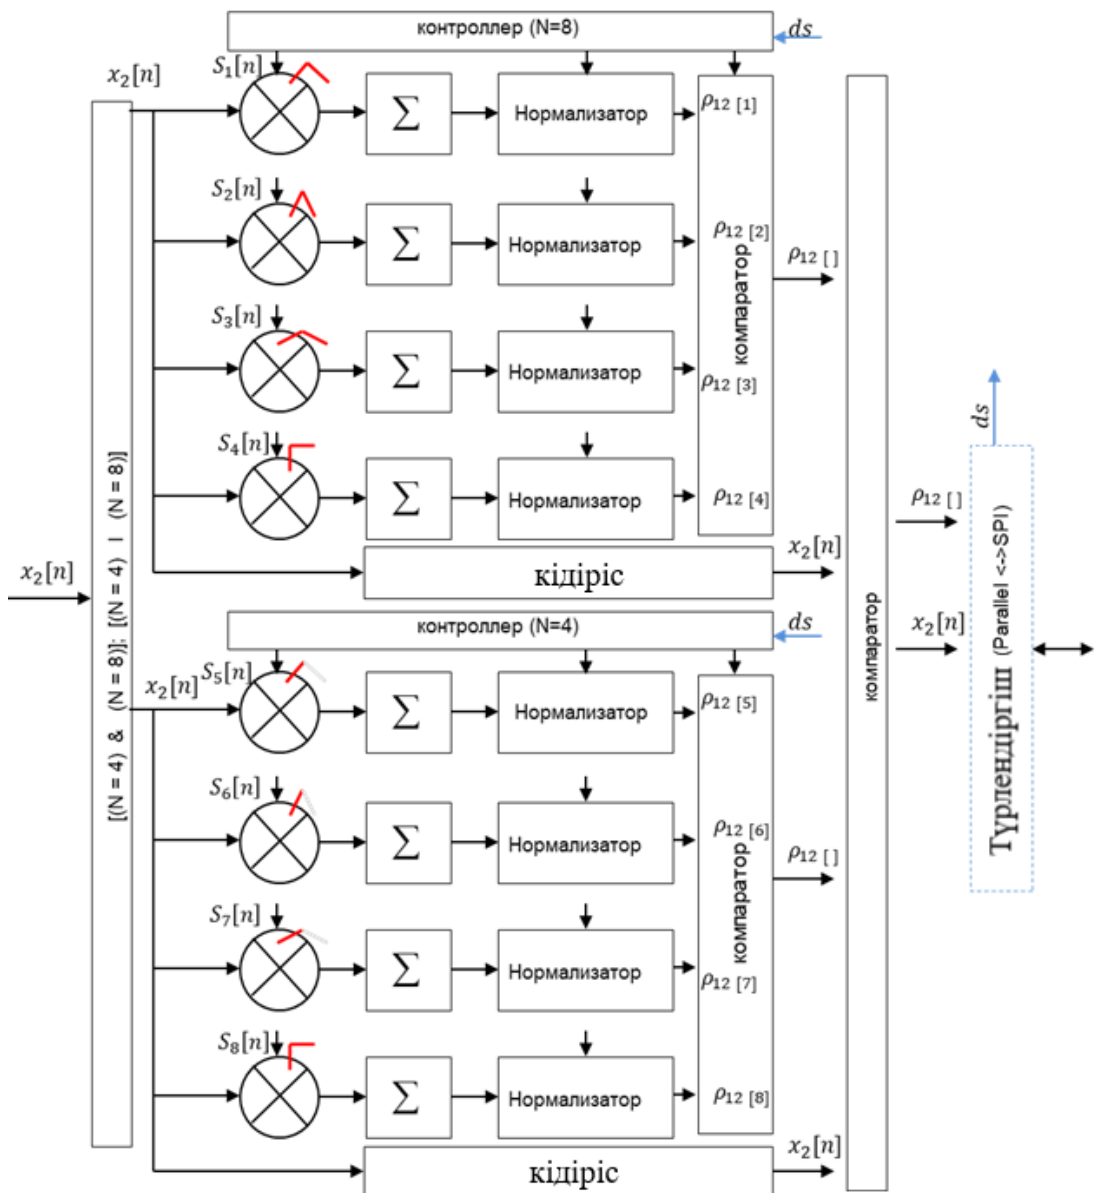 контроллер (N=8)
ds
x₂[n]
S₁[n]
Σ
Нормализатор
ρ₁₂ [1]
S₂[n]
Σ
Нормализатор
ρ₁₂ [2]
компаратор
ρ₁₂ [ ]
S₃[n]
Σ
Нормализатор
ρ₁₂ [3]
S₄[n]
Σ
Нормализатор
ρ₁₂ [4]
x₂[n]
кідіріс
x₂[n]
[(N = 4) & (N = 8)]; [(N = 4) | (N = 8)]
контроллер (N=4)
ds
x₂[n]
S₅[n]
Σ
Нормализатор
ρ₁₂ [5]
S₆[n]
Σ
Нормализатор
ρ₁₂ [6]
компаратор
ρ₁₂ [ ]
S₇[n]
Σ
Нормализатор
ρ₁₂ [7]
S₈[n]
Σ
Нормализатор
ρ₁₂ [8]
x₂[n]
кідіріс
компаратор
ρ₁₂ [ ]
x₂[n]
ds
Түрлендіргіш (Parallel <->SPI)